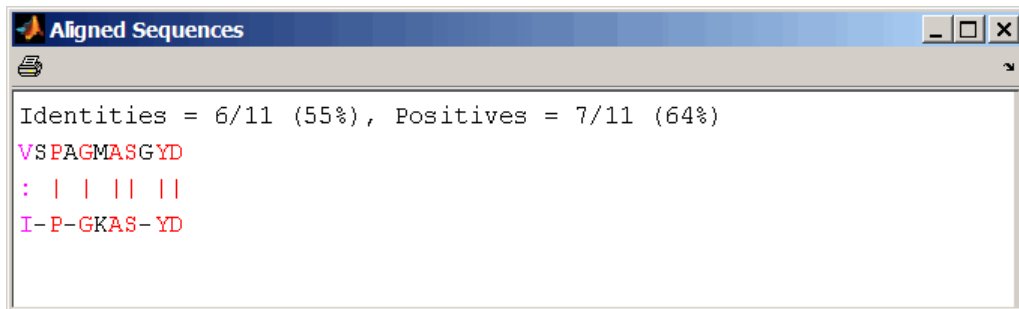 Aligned Sequences
Identities = 6/11 (55%), Positives = 7/11 (64%)
VSPAGMASGYD
: | | || ||
I-P-GKAS-YD